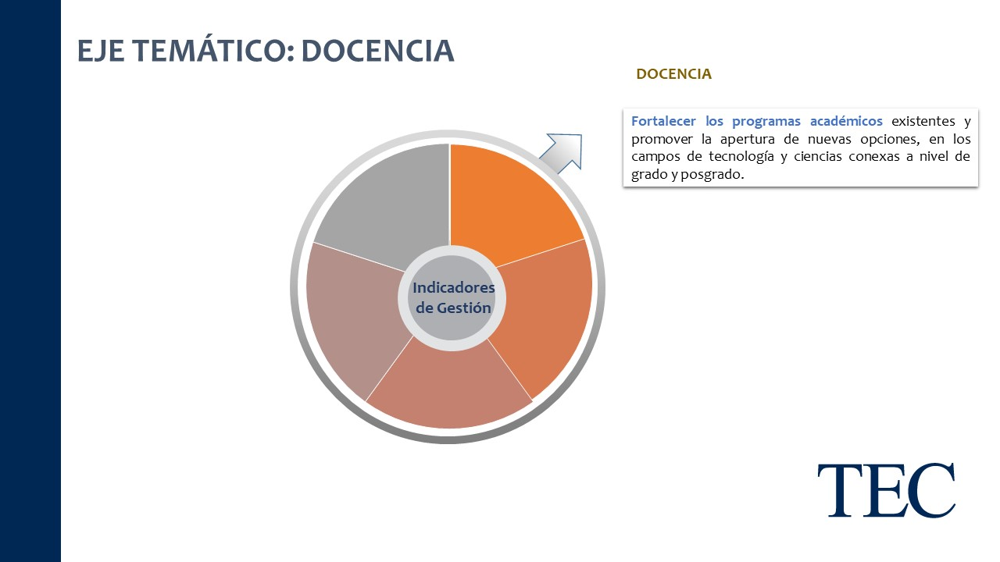 EJE TEMÁTICO: DOCENCIA
DOCENCIA
Fortalecer los programas académicos existentes y
promover la apertura de nuevas opciones, en los
campos de tecnología y ciencias conexas a nivel de
grado y posgrado.
Indicadores
de Gestión
TEC